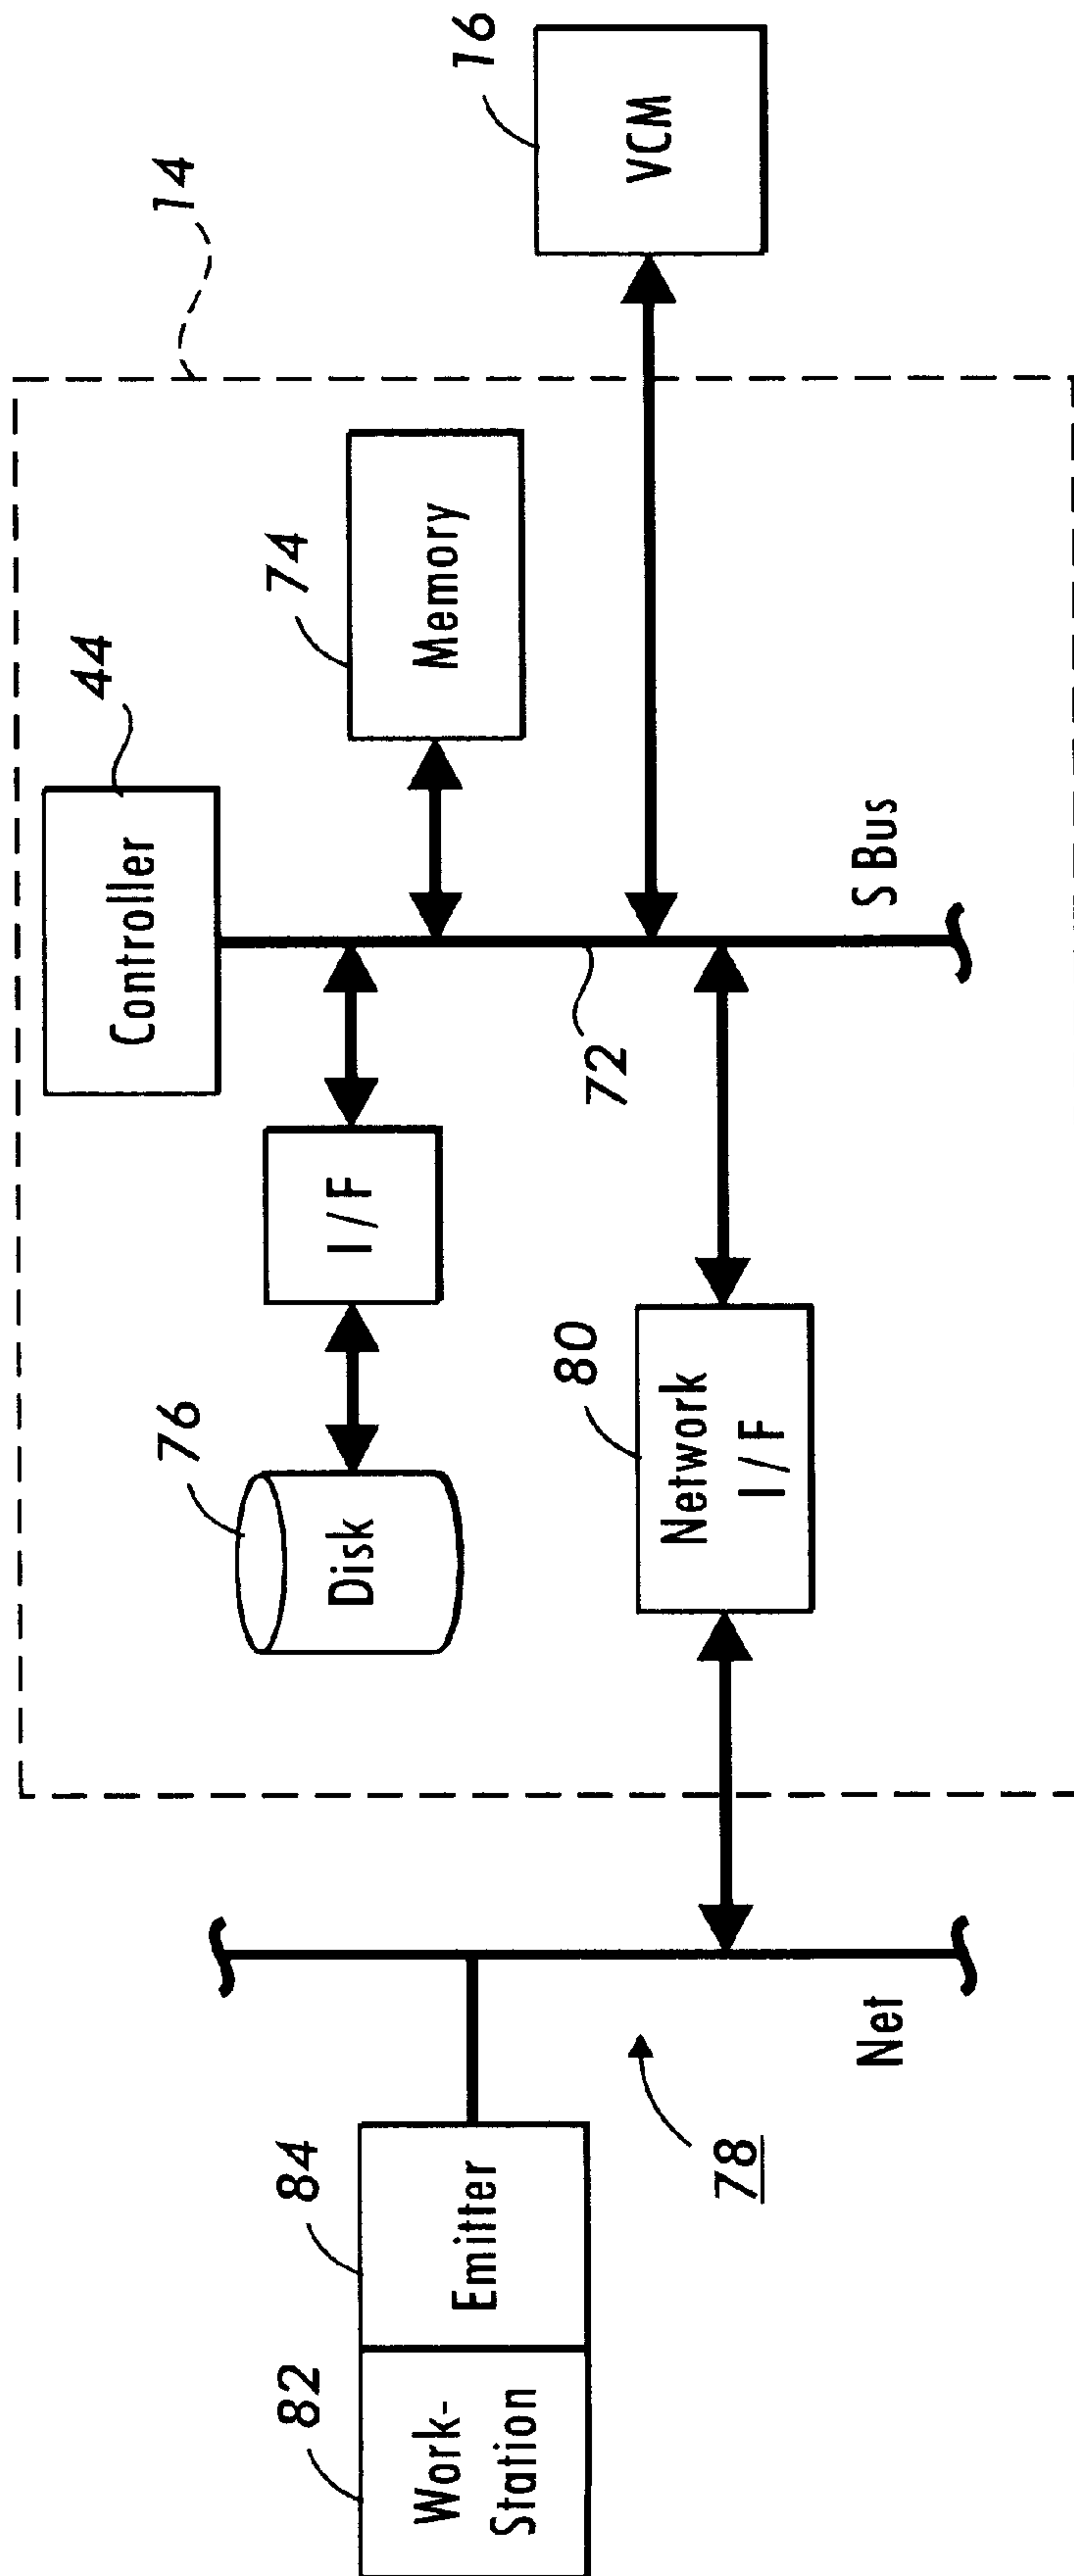 14
44
Controller
74
Memory
16
VCM
76
Disk
I/F
72
S Bus
80
Network
I/F
82
84
Work-
Station
Emitter
78
Net